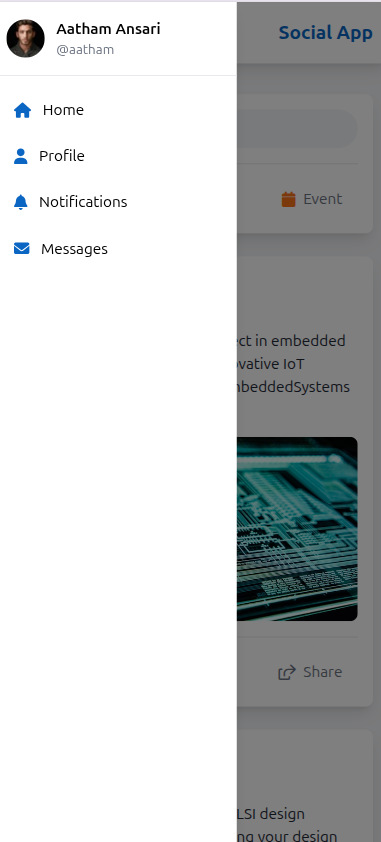 Aatham Ansari
@aatham
Social App
Home
Profile
Notifications
Messages
Event
ct in embedded
vative IoT
nbeddedSystems
Share
LSI design
ng your design